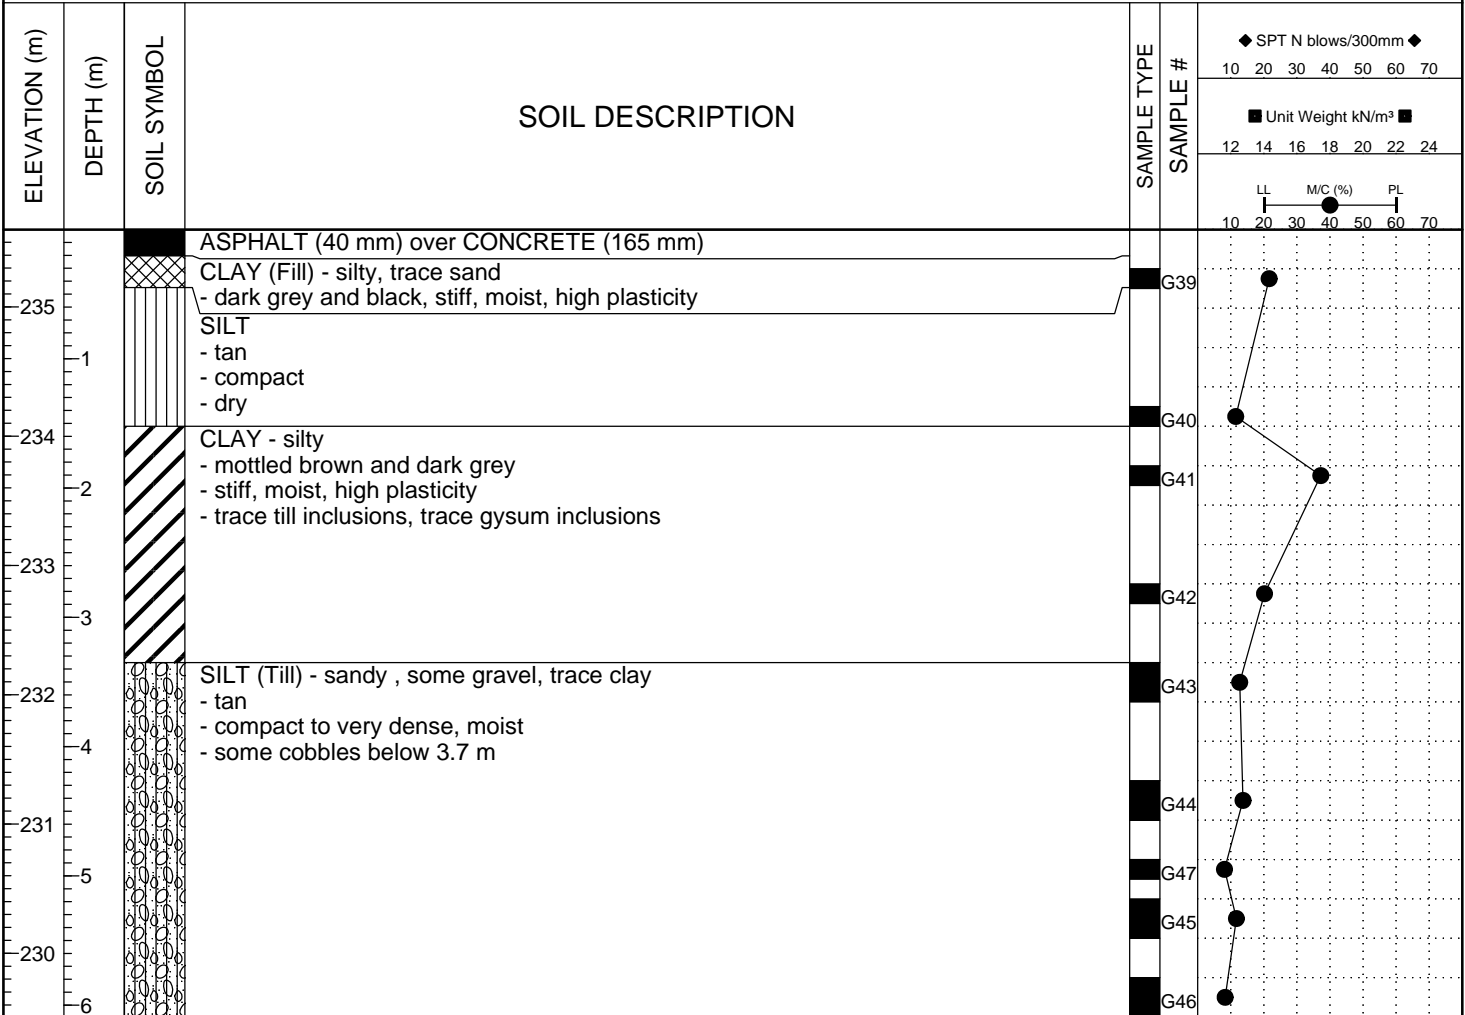 ELEVATION (m)
DEPTH (m)
SOIL SYMBOL
SOIL DESCRIPTION
SAMPLE TYPE
SAMPLE #
◆ SPT N blows/300mm ◆
10 20 30 40 50 60 70
■ Unit Weight kN/m³ ■
12 14 16 18 20 22 24
LL M/C (%) PL
10 20 30 40 50 60 70
ASPHALT (40 mm) over CONCRETE (165 mm)
CLAY (Fill) - silty, trace sand
- dark grey and black, stiff, moist, high plasticity
G39
235
SILT
- tan
1
- compact
- dry
G40
234
CLAY - silty
- mottled brown and dark grey
G41
2
- stiff, moist, high plasticity
- trace till inclusions, trace gysum inclusions
233
G42
3
SILT (Till) - sandy , some gravel, trace clay
G43
232
- tan
- compact to very dense, moist
4
- some cobbles below 3.7 m
G44
231
G47
5
G45
230
G46
6